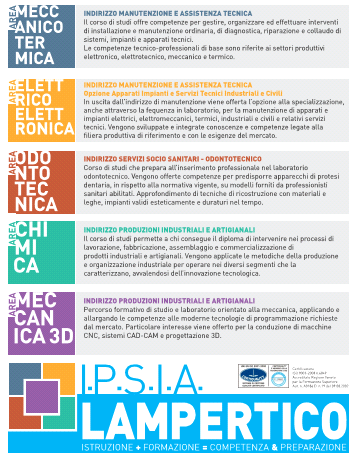 AREA
MECC
ANICO
TER
MICA
INDIRIZZO MANUTENZIONE E ASSISTENZA TECNICA
Il corso di studi offre competenze per gestire, organizzare ed effettuare interventi
di installazione e manutenzione ordinaria, di diagnostica, riparazione e collaudo di
sistemi, impianti e apparati tecnici.
Le competenze tecnico-professionali di base sono riferite ai settori produttivi
elettronico, elettrotecnico, meccanico e termico.
AREA
ELETT
RICO
ELETT
RONICA
INDIRIZZO MANUTENZIONE E ASSISTENZA TECNICA
Opzione Apparati Impianti e Servizi Tecnici Industriali e Civili
In uscita dall'indirizzo di manutenzione viene offerta l'opzione alla specializzazione,
anche attraverso la frequenza in laboratorio, per la manutenzione di apparati e
impianti elettrici, elettromeccanici, termici, industriali e civili e relativi servizi
tecnici. Vengono sviluppate e integrate conoscenze e competenze legate alla
filiera produttiva di riferimento e con le esigenze del mercato.
AREA
ODO
NTO
TEC
NICA
INDIRIZZO SERVIZI SOCIO SANITARI - ODONTOTECNICO
Corso di studi che prepara all'inserimento professionale nel laboratorio
odontotecnico. Vengono offerte competenze per predisporre apparecchi di protesi
dentaria, in rispetto alla normativa vigente, su modelli forniti da professionisti
sanitari abilitati. Approfondimento di tecniche di ricostruzione con materiali e
leghe, impianti validi esteticamente e duraturi nel tempo.
AREA
CHI
MI
CA
INDIRIZZO PRODUZIONI INDUSTRIALI E ARTIGIANALI
Il corso di studi permette a chi consegue il diploma di intervenire nei processi di
lavorazione, fabbricazione, assemblaggio e commercializzazione di
prodotti industriali e artigianali. Vengono applicate le metodiche della produzione
e organizzazione industriale per operare nei diversi segmenti che la
caratterizzano, avvalendosi dell'innovazione tecnologica.
AREA
MEC
CAN
ICA 3D
INDIRIZZO PRODUZIONI INDUSTRIALI E ARTIGIANALI
Percorso formativo di studio e laboratorio orientato alla meccanica, applicando e
allargando le competenze alle moderne tecnologie di programmazione richieste
dal mercato. Particolare interesse viene offerto per la conduzione di macchine
CNC, sistemi CAD-CAM e progettazione 3D.
I.P.S.I.A.
LAMPERTICO
ISTRUZIONE + FORMAZIONE = COMPETENZA & PREPARAZIONE